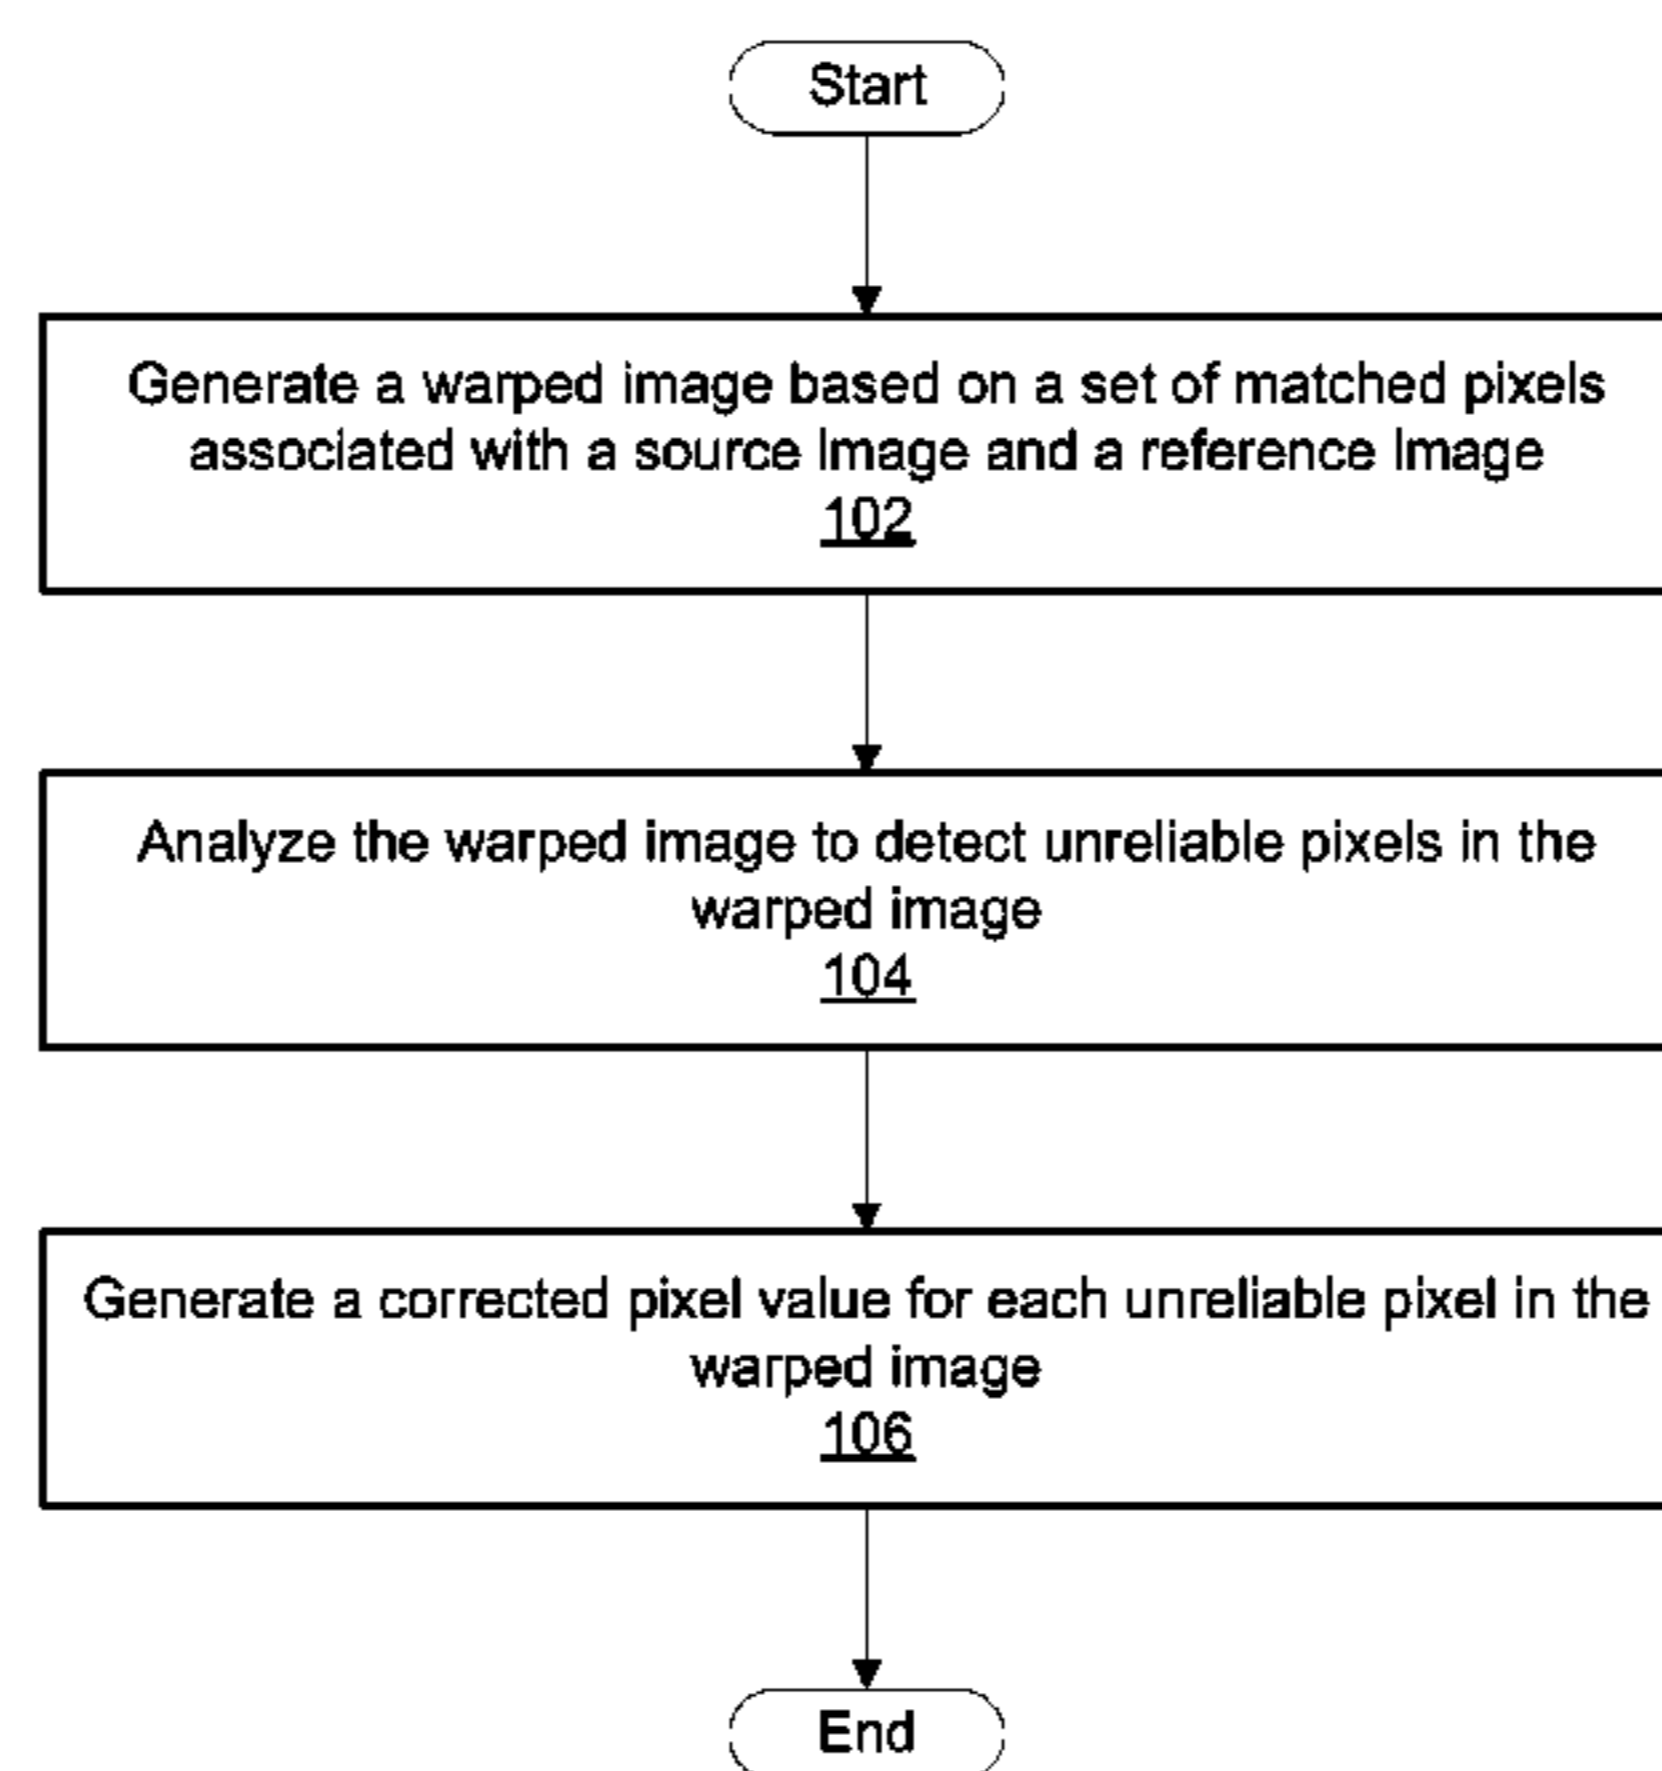 Start
Generate a warped image based on a set of matched pixels
associated with a source Image and a reference Image
102
Analyze the warped image to detect unreliable pixels in the
warped image
104
Generate a corrected pixel value for each unreliable pixel in the
warped image
106
End